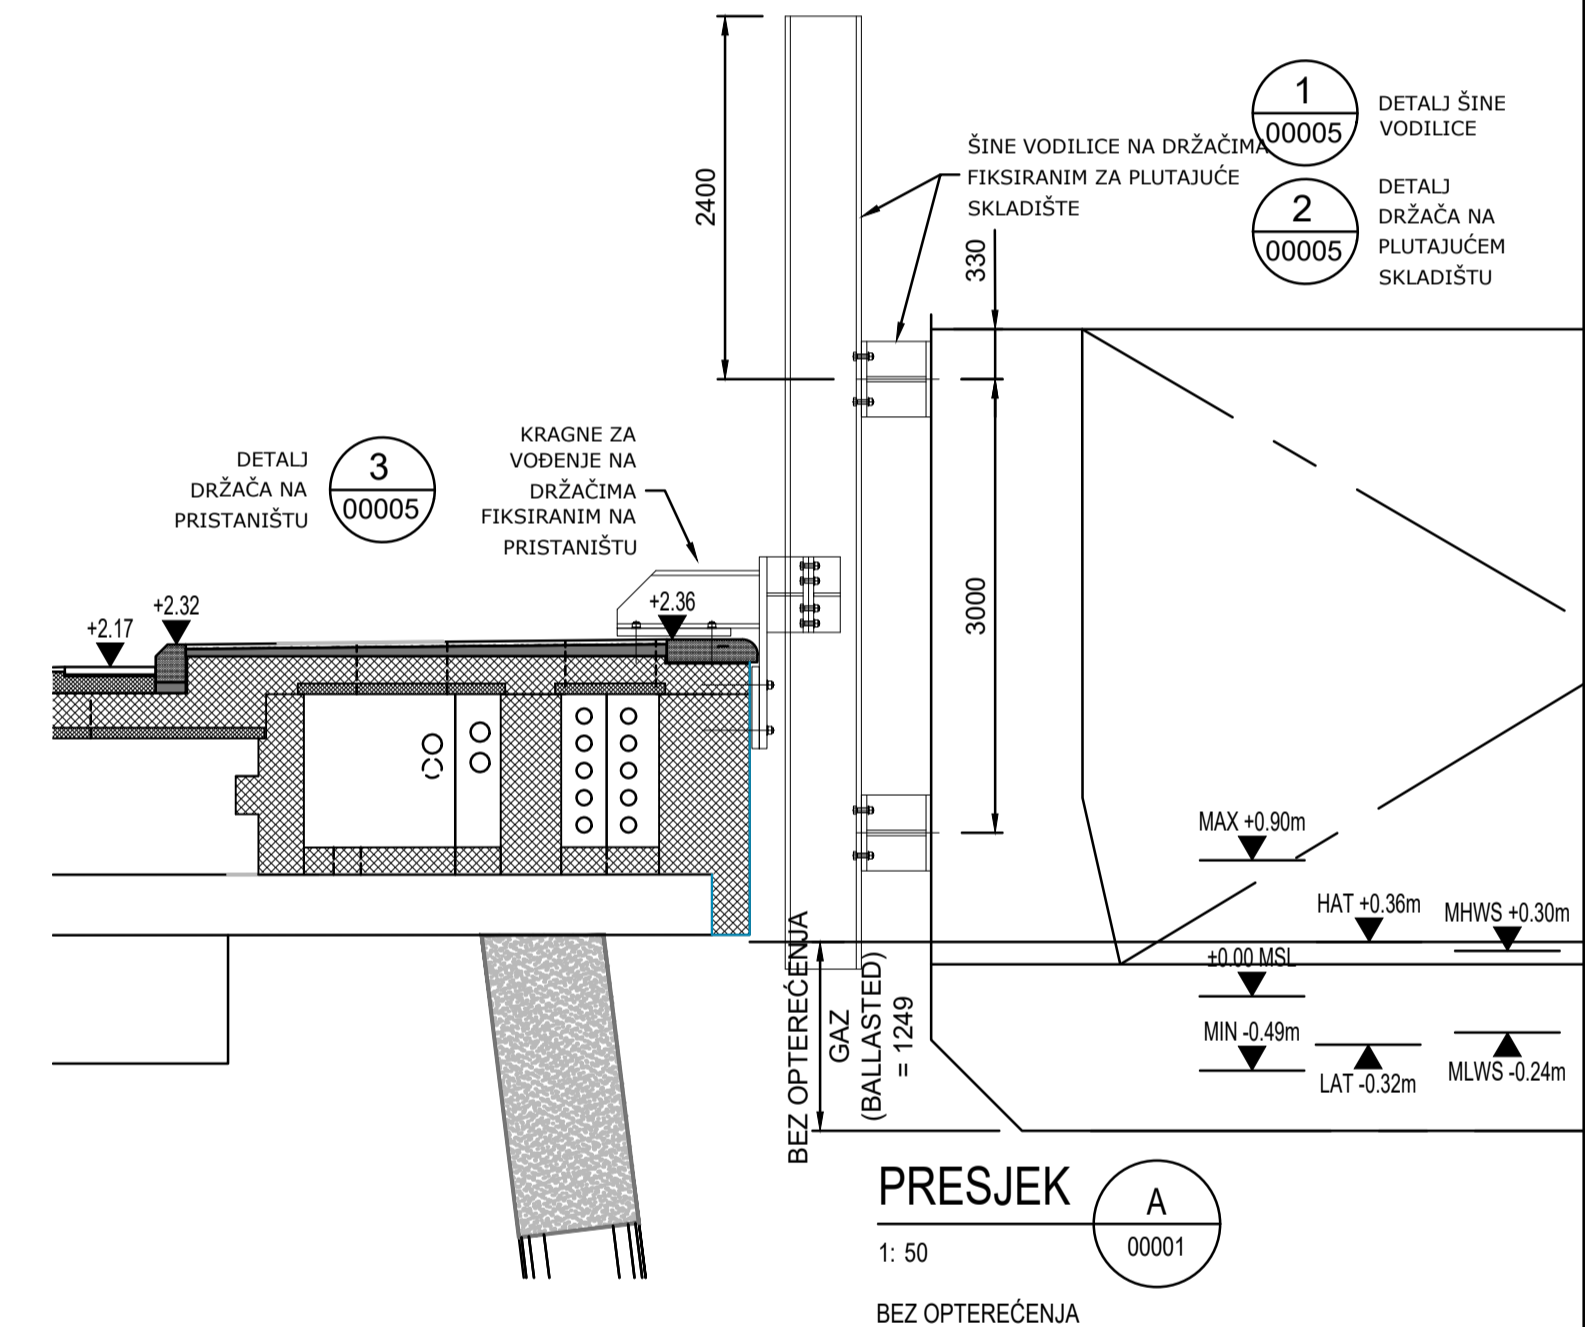 2400
1
00005
DETALJ ŠINE
VODILICE
ŠINE VODILICE NA DRŽAČIMA
FIKSIRANIM ZA PLUTAJUĆE
SKLADIŠTE
2
00005
DETALJ
DRŽAČA NA
PLUTAJUĆEM
SKLADIŠTU
330
DETALJ
DRŽAČA NA
PRISTANIŠTU
3
00005
KRAGNE ZA
VOĐENJE NA
DRŽAČIMA
FIKSIRANIM NA
PRISTANIŠTU
3000
+2.17
+2.32
+2.36
MAX +0.90m
HAT +0.36m
MHWS +0.30m
±0.00 MSL
MIN -0.49m
LAT -0.32m
MLWS -0.24m
BEZ OPTEREĆENJA
GAZ
(BALLASTED)
= 1249
PRESJEK
A
00001
1: 50
BEZ OPTEREĆENJA